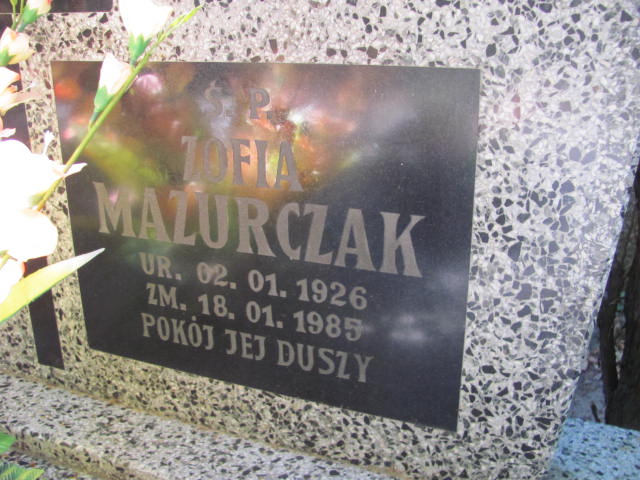 Ś. P.
ZOFIA
MAZURCZAK
UR. 02. 01. 1926
ZM. 18. 01. 1985
POKÓJ JEJ DUSZY